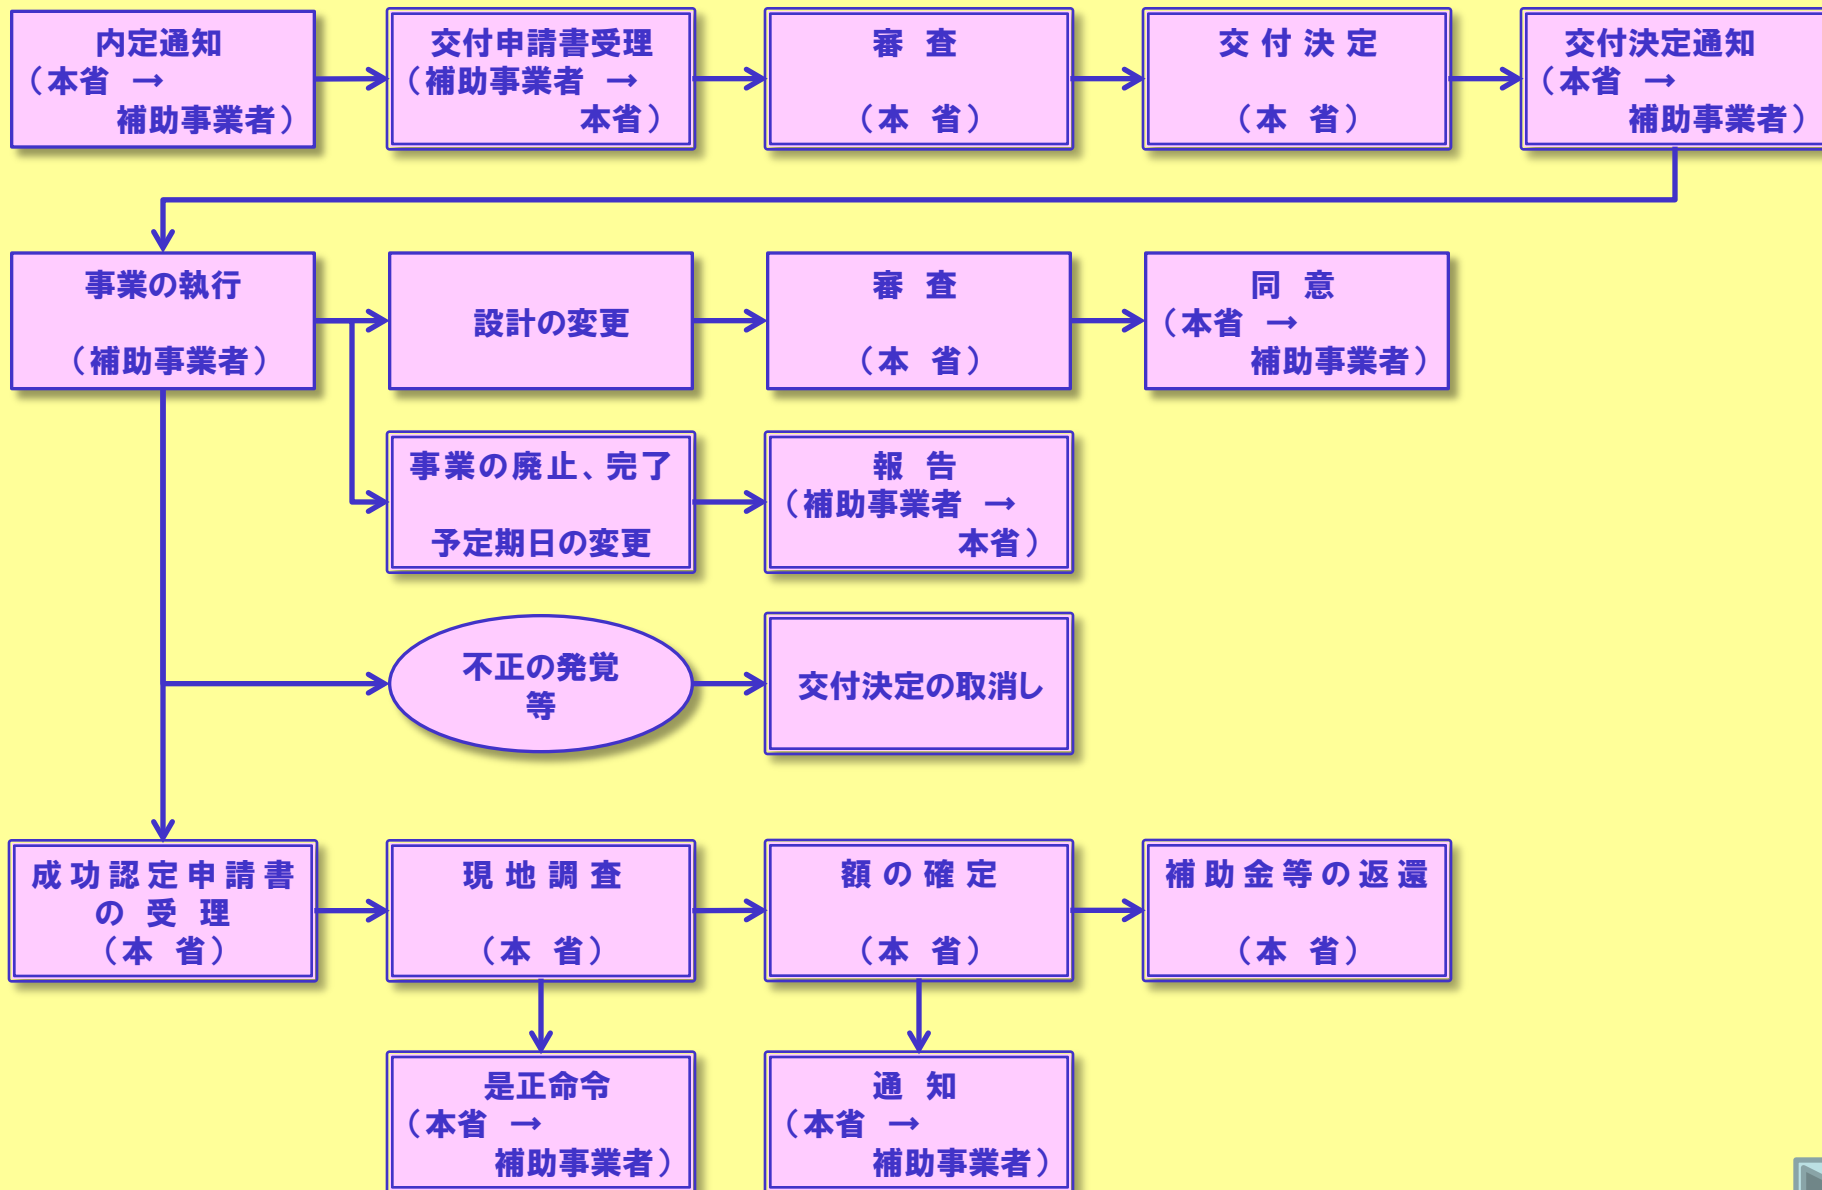 内定通知
（本省　→
補助事業者）
交付申請書受理
（補助事業者　→
本省）
審　査
（本　省）
交 付 決 定
（本　省）
交付決定通知
（本省　→
補助事業者）
事業の執行
（補助事業者）
設計の変更
審　査
（本　省）
同　意
（本省　→
補助事業者）
事業の廃止、完了
予定期日の変更
報　告
（補助事業者　→
本省）
不正の発覚
等
交付決定の取消し
成功認定申請書
の　受　理
（本　省）
現 地 調 査
（本　省）
額 の 確 定
（本　省）
補助金等の返還
（本　省）
是正命令
（本省　→
補助事業者）
通　知
（本省　→
補助事業者）